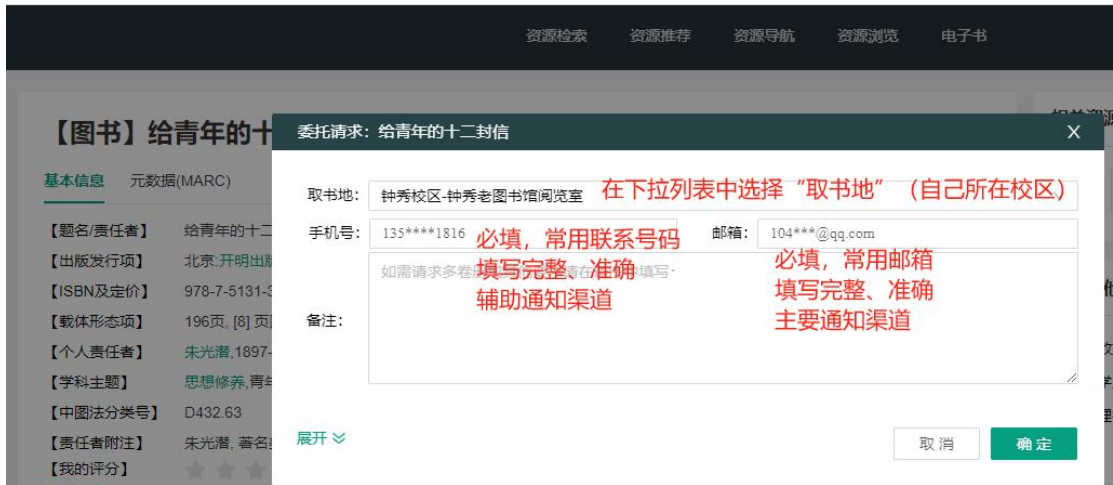 资源检索 资源推荐 资源导航 资源浏览 电子书
【图书】给青年的十
委托请求：给青年的十二封信 X
基本信息 元数据(MARC)
取书地： 钟秀校区-钟秀老图书馆阅览室 在下拉列表中选择“取书地”（自己所在校区）
【题名/责任者】 给青年的十二
手机号： 135****1816 邮箱： 104***@qq.com
必填，常用联系号码
填写完整、准确
辅助通知渠道
必填，常用邮箱
填写完整、准确
主要通知渠道
【出版发行项】 北京:开明出版
如需请求多卷
填写·
【ISBN及定价】 978-7-5131-3
【载体形态项】 196页, [8] 页
备注：
【个人责任者】 朱光潜,1897-
【学科主题】 思想修养,青年
【中图法分类号】 D432.63
【责任者附注】 朱光潜, 著名
【我的评分】
展开
取消 确定